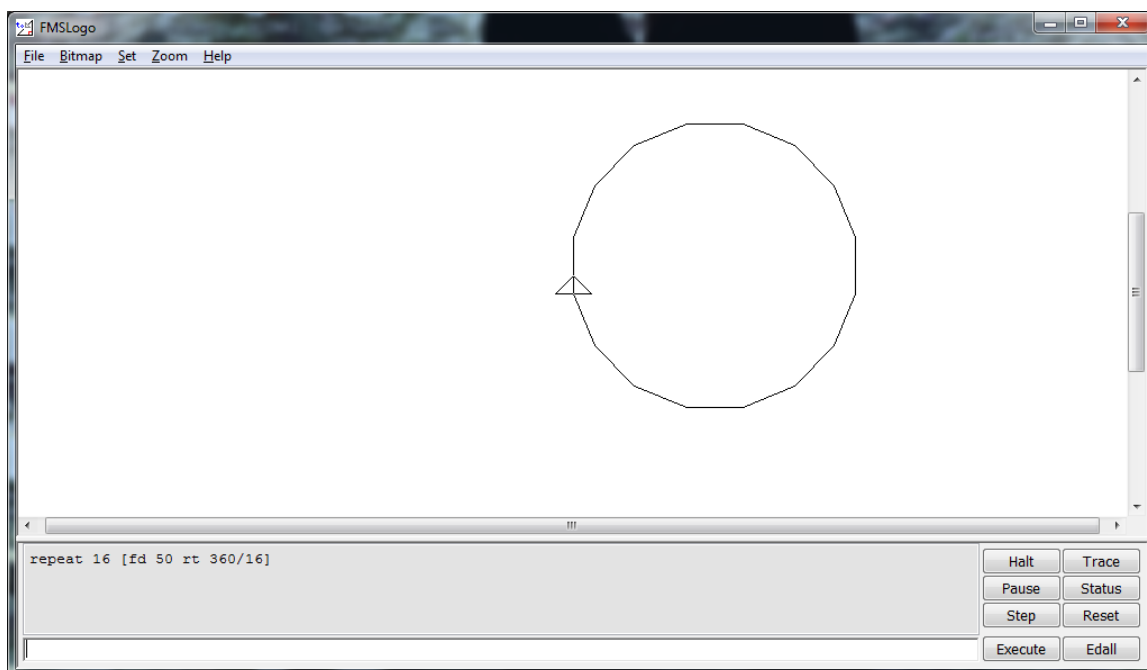 FMSLogo
File Bitmap Set Zoom Help
repeat 16 [fd 50 rt 360/16]
Halt Trace
Pause Status
Step Reset
Execute Edall